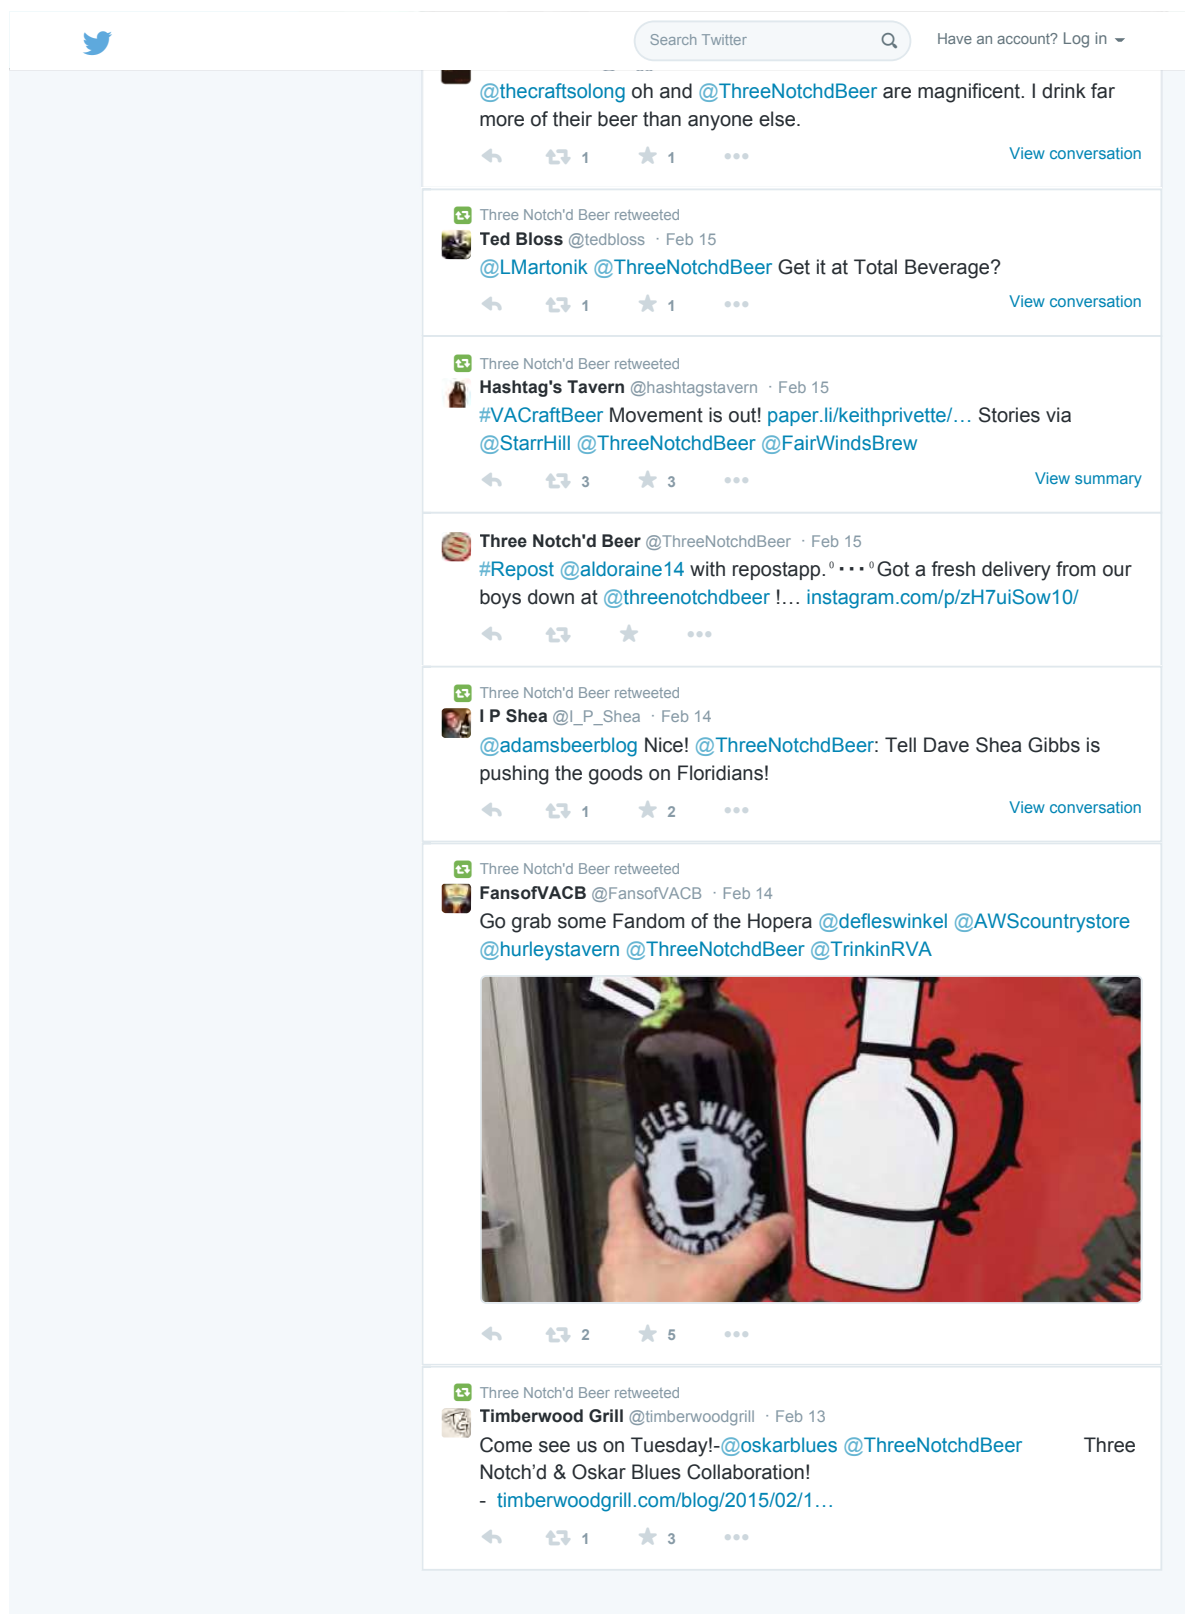 Search Twitter
Have an account? Log in
@thecraftsolong oh and @ThreeNotchdBeer are magnificent. I drink far
more of their beer than anyone else.
1 1 View conversation
Three Notch'd Beer retweeted
Ted Bloss @tedbloss · Feb 15
@LMartonik @ThreeNotchdBeer Get it at Total Beverage?
1 1 View conversation
Three Notch'd Beer retweeted
Hashtag's Tavern @hashtagstavern · Feb 15
#VACraftBeer Movement is out! paper.li/keithprivette/… Stories via
@StarrHill @ThreeNotchdBeer @FairWindsBrew
3 3 View summary
Three Notch'd Beer @ThreeNotchdBeer · Feb 15
#Repost @aldoraine14 with repostapp.⁰・・・⁰Got a fresh delivery from our
boys down at @threenotchdbeer !… instagram.com/p/zH7uiSow10/
Three Notch'd Beer retweeted
I P Shea @I_P_Shea · Feb 14
@adamsbeerblog Nice! @ThreeNotchdBeer: Tell Dave Shea Gibbs is
pushing the goods on Floridians!
1 2 View conversation
Three Notch'd Beer retweeted
FansofVACB @FansofVACB · Feb 14
Go grab some Fandom of the Hopera @defleswinkel @AWScountrystore
@hurleystavern @ThreeNotchdBeer @TrinkinRVA
FLES WINKEL
2 5
Three Notch'd Beer retweeted
TG
Timberwood Grill @timberwoodgrill · Feb 13
Come see us on Tuesday!-@oskarblues @ThreeNotchdBeer Three
Notch’d & Oskar Blues Collaboration!
- timberwoodgrill.com/blog/2015/02/1…
1 3